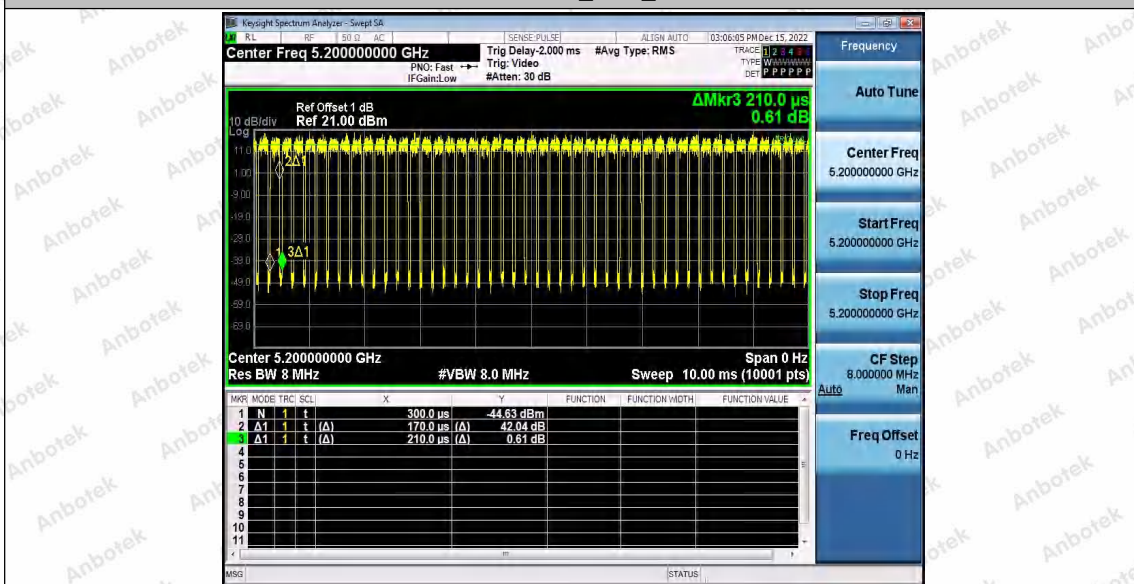 Keysight Spectrum Analyzer - Swept SA
RL RF 50 Ω AC SENSE:PULSE ALIGN AUTO 03:06:05 PM Dec 15, 2022
Center Freq 5.200000000 GHz
PNO: Fast
IFGain:Low
Trig Delay-2.000 ms
Trig: Video
#Atten: 30 dB
#Avg Type: RMS
TRACE 1 2 3 4
TYPE W
DET P P P P P P
Frequency
ΔMkr3 210.0 µs
0.61 dB
Ref Offset 1 dB
10 dB/div Ref 21.00 dBm
Log
11.0
1.00
-9.00
-19.0
-29.0
-39.0
-49.0
-59.0
-69.0
2Δ1
1 3Δ1
Center 5.200000000 GHz Span 0 Hz
Res BW 8 MHz #VBW 8.0 MHz Sweep 10.00 ms (10001 pts)
MKR MODE TRC SCL X Y FUNCTION FUNCTION WIDTH FUNCTION VALUE
1 N 1 t 300.0 µs -44.63 dBm
2 Δ1 1 t (Δ) 170.0 µs (Δ) 42.04 dB
3 Δ1 1 t (Δ) 210.0 µs (Δ) 0.61 dB
4
5
6
7
8
9
10
11
MSG STATUS
Auto Tune
Center Freq
5.200000000 GHz
Start Freq
5.200000000 GHz
Stop Freq
5.200000000 GHz
CF Step
8.000000 MHz
Auto Man
Freq Offset
0 Hz
Anbotek